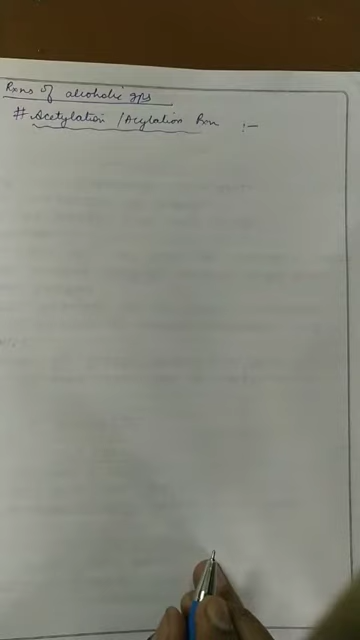 Rxns of alcoholic gps
# Acetylation / Acylation Rxn :-